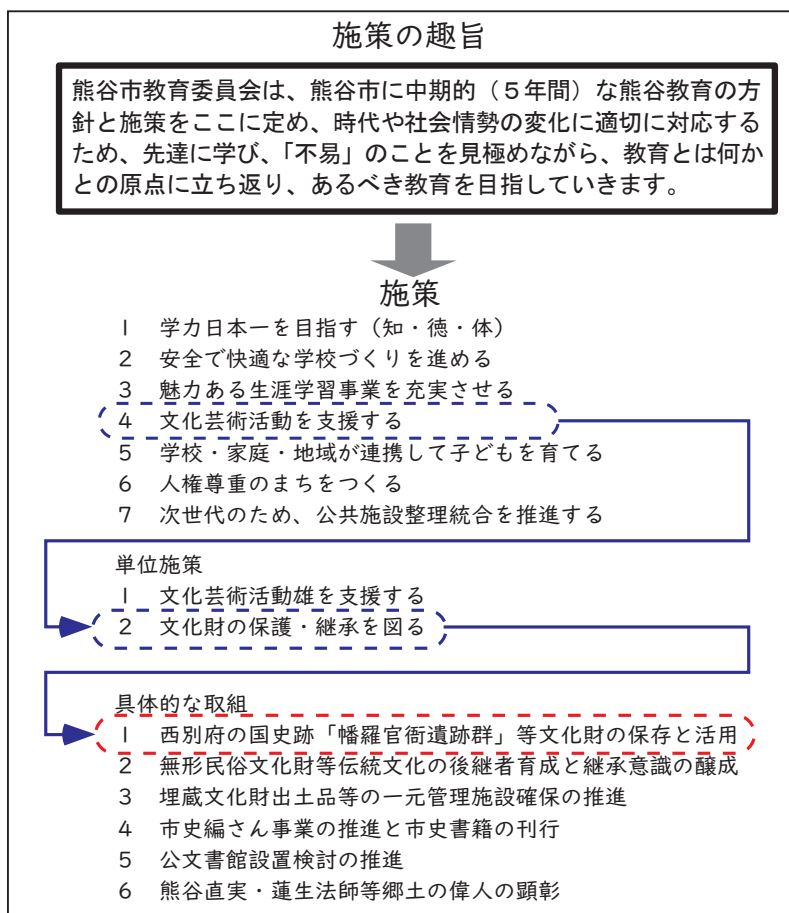 施策の趣旨
熊谷市教育委員会は、熊谷市に中期的（５年間）な熊谷教育の方
針と施策をここに定め、時代や社会情勢の変化に適切に対応する
ため、先達に学び、「不易」のことを見極めながら、教育とは何か
との原点に立ち返り、あるべき教育を目指していきます。
施策
1　学力日本一を目指す（知・徳・体）
2　安全で快適な学校づくりを進める
3　魅力ある生涯学習事業を充実させる
4　文化芸術活動を支援する
5　学校・家庭・地域が連携して子どもを育てる
6　人権尊重のまちをつくる
7　次世代のため、公共施設整理統合を推進する
単位施策
1　文化芸術活動雄を支援する
2　文化財の保護・継承を図る
具体的な取組
1　西別府の国史跡「幡羅官衙遺跡群」等文化財の保存と活用
2　無形民俗文化財等伝統文化の後継者育成と継承意識の醸成
3　埋蔵文化財出土品等の一元管理施設確保の推進
4　市史編さん事業の推進と市史書籍の刊行
5　公文書館設置検討の推進
6　熊谷直実・蓮生法師等郷土の偉人の顕彰